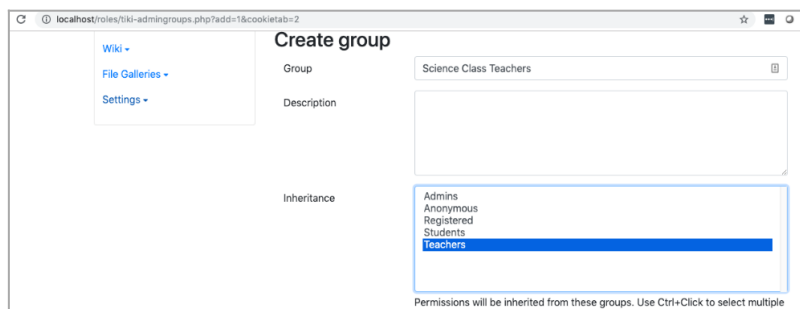 localhost/roles/tiki-admingroups.php?add=1&cookietab=2
Create group
Wiki
File Galleries
Settings
Group
Science Class Teachers
Description
Inheritance
Admins
Anonymous
Registered
Students
Teachers
Permissions will be inherited from these groups. Use Ctrl+Click to select multiple